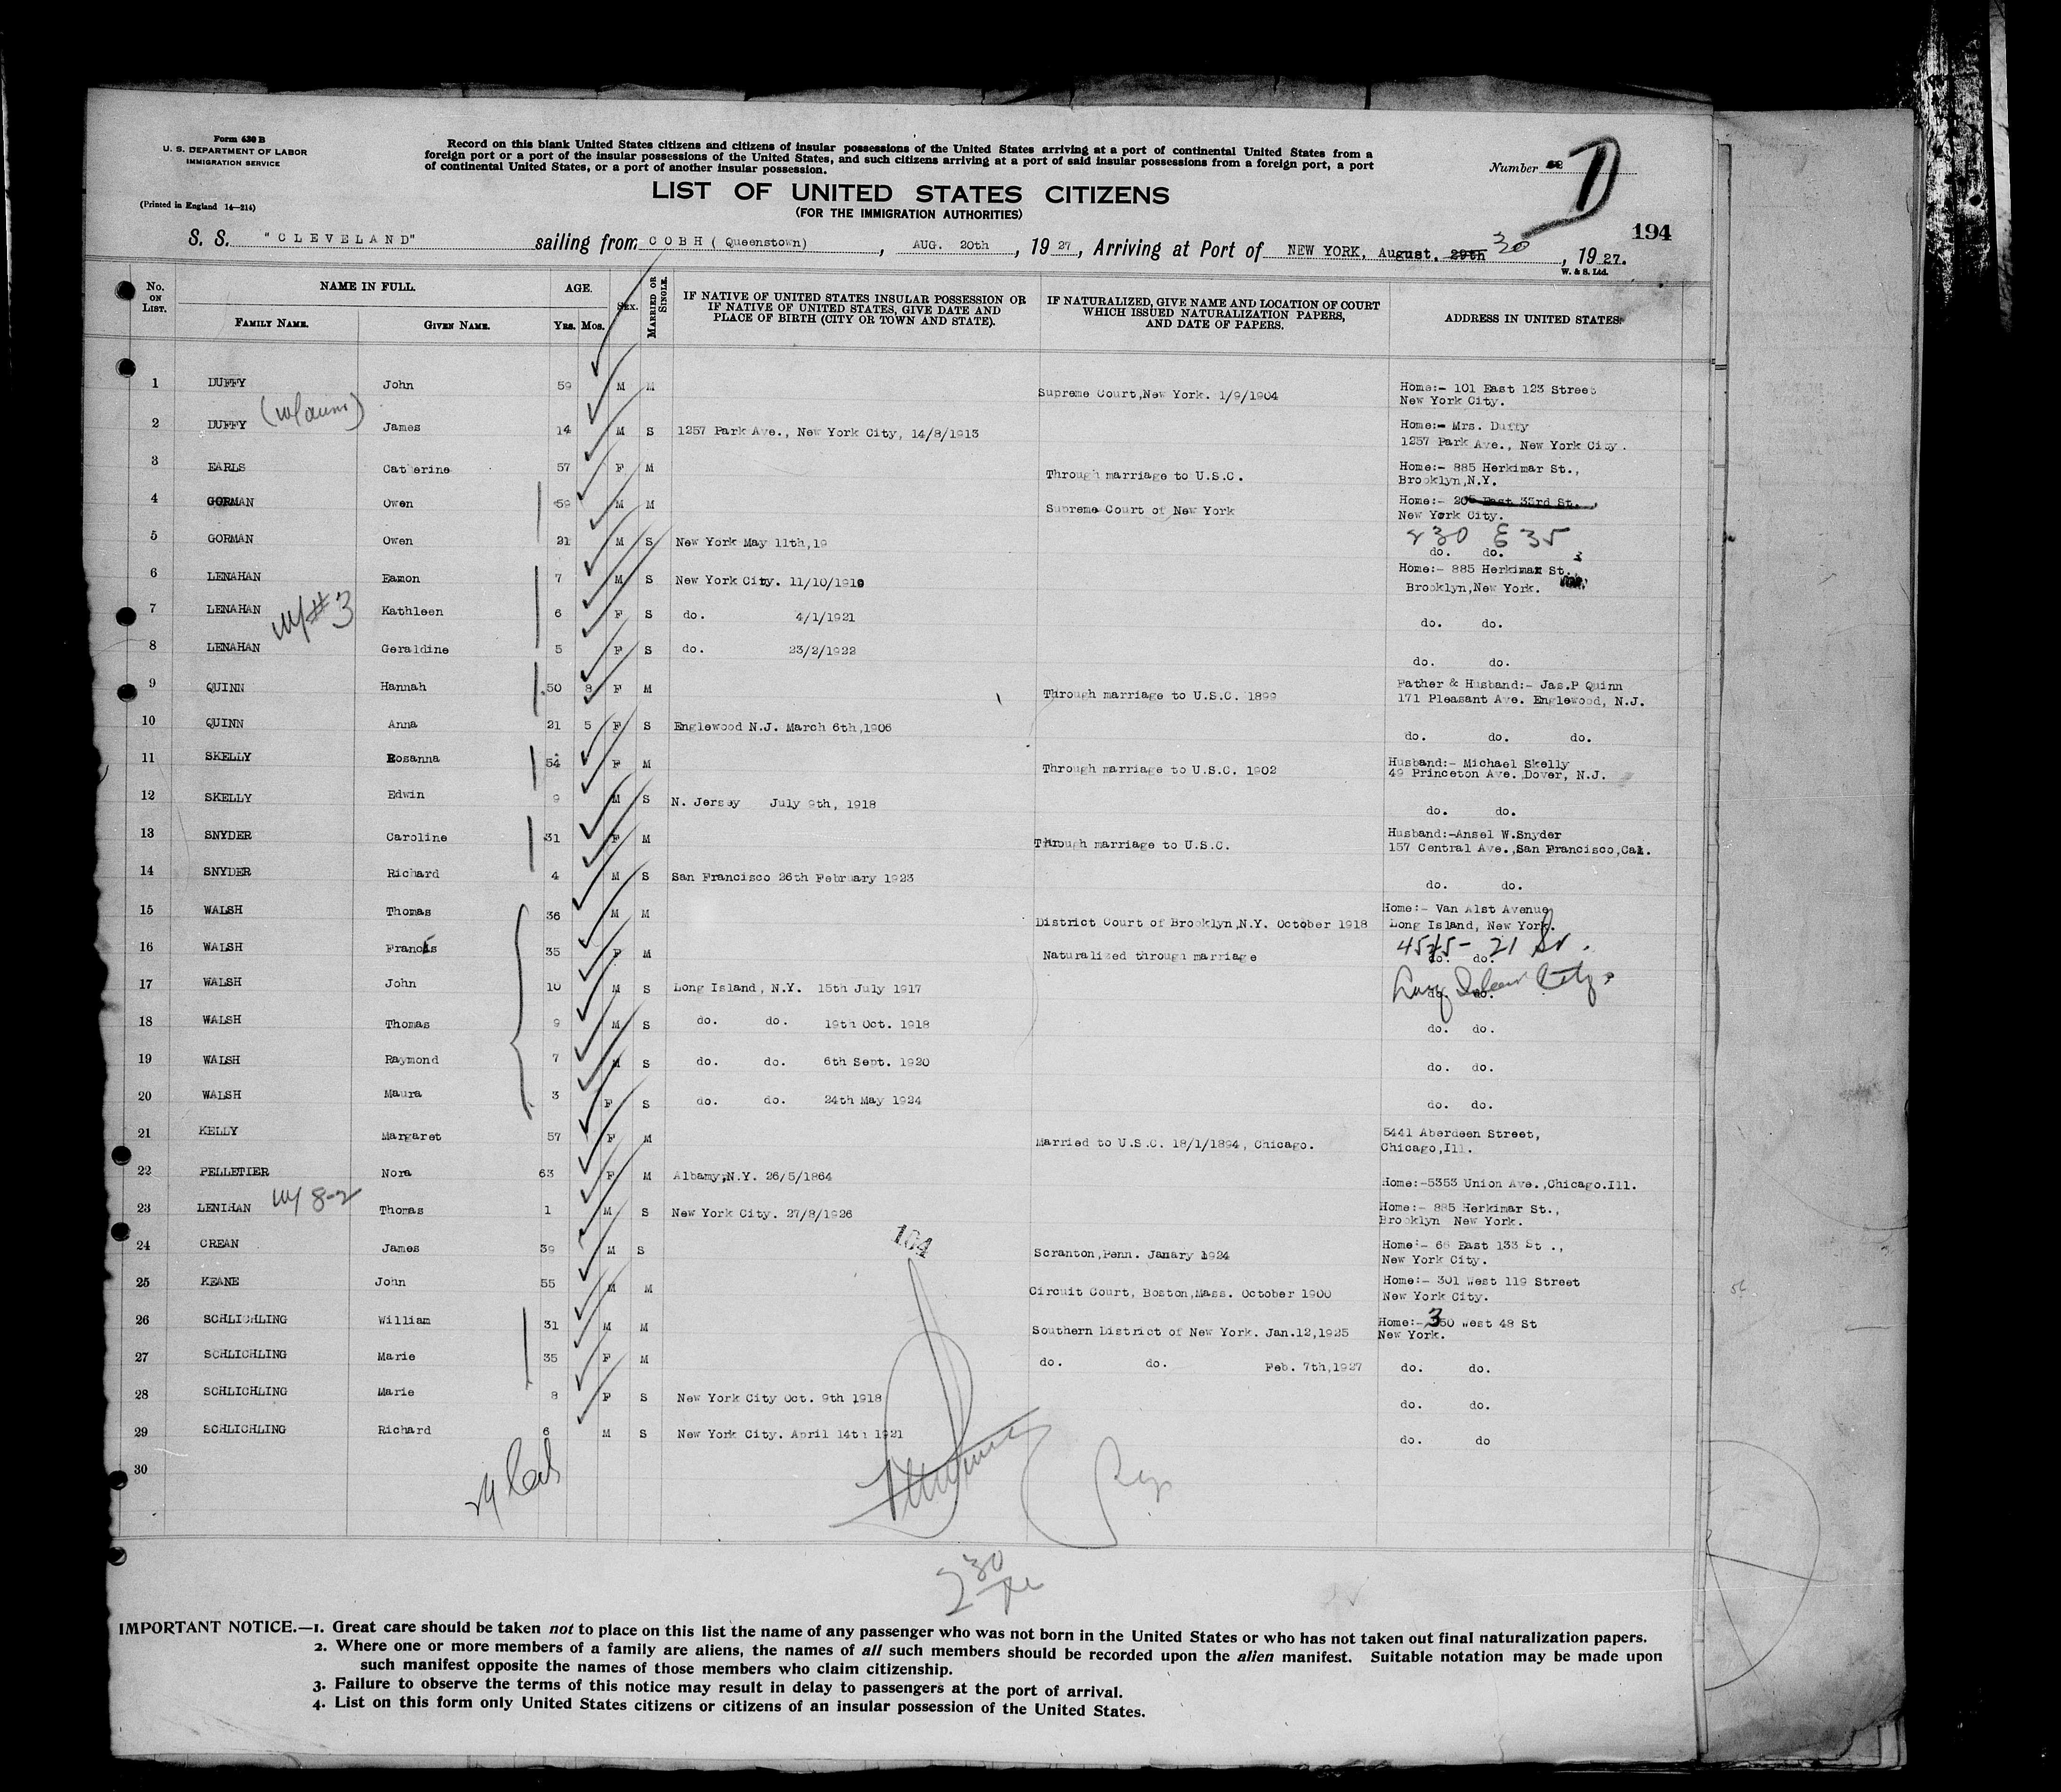 Form 630 B
U. S. DEPARTMENT OF LABOR
IMMIGRATION SERVICE
(Printed in England 14—214)
Record on this blank United States citizens and citizens of insular possessions of the United States arriving at a port of continental United States from a
foreign port or a port of the insular possessions of the United States, and such citizens arriving at a port of said insular possessions from a foreign port, a port
of continental United States, or a port of another insular possession.
Number
LIST OF UNITED STATES CITIZENS
(FOR THE IMMIGRATION AUTHORITIES)
194
S. S. "CLEVELAND" sailing from COBH (Queenstown), AUG. 20th, 1927, Arriving at Port of NEW YORK, August, 29th 30, 1927.
W. & S. Ltd.
No. ON LIST. NAME IN FULL. FAMILY NAME. GIVEN NAME. AGE. Yrs. Mos. Sex. MARRIED OR SINGLE. IF NATIVE OF UNITED STATES INSULAR POSSESSION OR IF NATIVE OF UNITED STATES, GIVE DATE AND PLACE OF BIRTH (CITY OR TOWN AND STATE). IF NATURALIZED, GIVE NAME AND LOCATION OF COURT WHICH ISSUED NATURALIZATION PAPERS, AND DATE OF PAPERS. ADDRESS IN UNITED STATES.
1 DUFFY John 59 M M Supreme Court,New York. 1/9/1904 Home:- 101 East 123 Street
New York City.
2 DUFFY James 14 M S 1257 Park Ave., New York City, 14/8/1913 Home:- Mrs. Duffy
1257 Park Ave., New York City.
3 EARLS Catherine 57 F M Through marriage to U.S.C. Home:- 885 Herkimar St.,
Brooklyn,N.Y.
4 GORMAN Owen 59 M M Supreme Court of New York Home:- 205 East 33rd St.,
New York City.
230 E 35
5 GORMAN Owen 21 M S New York May 11th,19 do. do.
6 LENAHAN Eamon 7 M S New York City. 11/10/1919 Home:- 885 Herkimar St.
Brooklyn,New York.
w/#3
7 LENAHAN Kathleen 6 F S do. 4/1/1921 do. do.
8 LENAHAN Geraldine 5 F S do. 23/2/1922 do. do.
9 QUINN Hannah 50 8 F M Through marriage to U.S.C. 1899 Father & Husband:- Jas.P Quinn
171 Pleasant Ave. Englewood, N.J.
10 QUINN Anna 21 5 F S Englewood N.J. March 6th,1906 do. do. do.
11 SKELLY Rosanna 54 F M Through marriage to U.S.C. 1902 Husband:- Michael Skelly
49 Princeton Ave. Dover, N.J.
12 SKELLY Edwin 9 M S N. Jersey July 9th, 1918 do. do.
13 SNYDER Caroline 31 F M Through marriage to U.S.C. Husband:-Ansel W.Snyder
157 Central Ave.,San Francisco,Cal.
14 SNYDER Richard 4 M S San Francisco 26th February 1923 do. do.
15 WALSH Thomas 36 M M District Court of Brooklyn,N.Y. October 1918 Home:- Van Alst Avenue
Long Island, New York.
45 21 St.
16 WALSH Francis 35 F M Naturalized through marriage do. do.
Long Island City
17 WALSH John 10 M S Long Island, N.Y. 15th July 1917 do. do.
18 WALSH Thomas 9 M S do. do. 19th Oct. 1918 do. do.
19 WALSH Raymond 7 M S do. do. 6th Sept. 1920 do. do.
20 WALSH Maura 3 F S do. do. 24th May 1924 do. do.
21 KELLY Margaret 57 F M Married to U.S.C. 18/1/1894, Chicago. 5441 Aberdeen Street,
Chicago,Ill.
22 PELLETIER Nora 63 F M Albamy,N.Y. 26/5/1864 Home:-5353 Union Ave.,Chicago.Ill.
w/ 8-2
23 LENIHAN Thomas 1 M S New York City. 27/8/1926 Home:- 885 Herkimar St.,
Brooklyn New York.
104
24 CREAN James 39 M S Scranton,Penn. Janary 1924 Home:- 66 East 133 St .,
New York City.
25 KEANE John 55 M M Circuit Court, Boston,Mass. October 1900 Home:- 301 West 119 Street
New York City.
26 SCHLICHLING William 31 M M Southern District of New York. Jan.12,1925 Home:- 350 West 48 St
New York.
27 SCHLICHLING Marie 35 F M do. do. Feb. 7th,1927 do. do.
28 SCHLICHLING Marie 8 F S New York City Oct. 9th 1918 do. do.
29 SCHLICHLING Richard 6 M S New York City. April 14th 1921 do. do
30
230
IMPORTANT NOTICE.—1. Great care should be taken not to place on this list the name of any passenger who was not born in the United States or who has not taken out final naturalization papers.
2. Where one or more members of a family are aliens, the names of all such members should be recorded upon the alien manifest. Suitable notation may be made upon
such manifest opposite the names of those members who claim citizenship.
3. Failure to observe the terms of this notice may result in delay to passengers at the port of arrival.
4. List on this form only United States citizens or citizens of an insular possession of the United States.